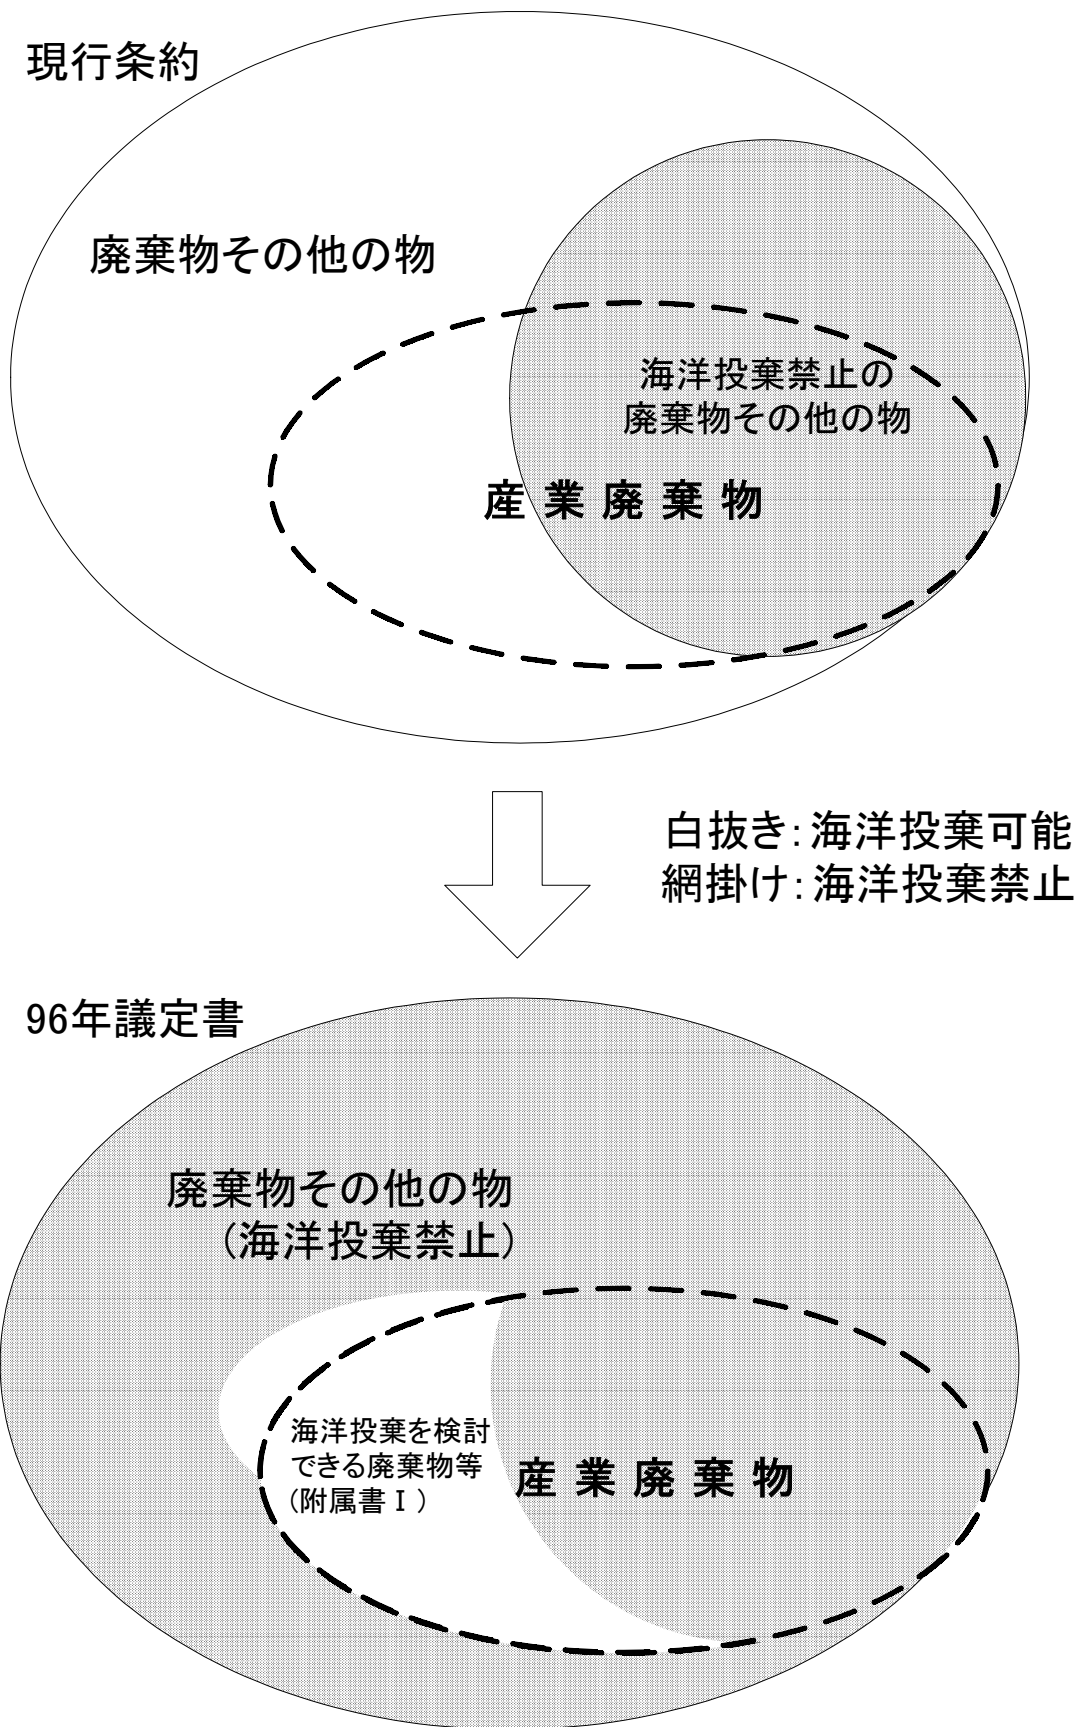 現行条約
廃棄物その他の物
海洋投棄禁止の
廃棄物その他の物
産業廃棄物
白抜き：海洋投棄可能
網掛け：海洋投棄禁止
96年議定書
廃棄物その他の物
（海洋投棄禁止）
海洋投棄を検討
できる廃棄物等
（附属書Ⅰ）
産業廃棄物